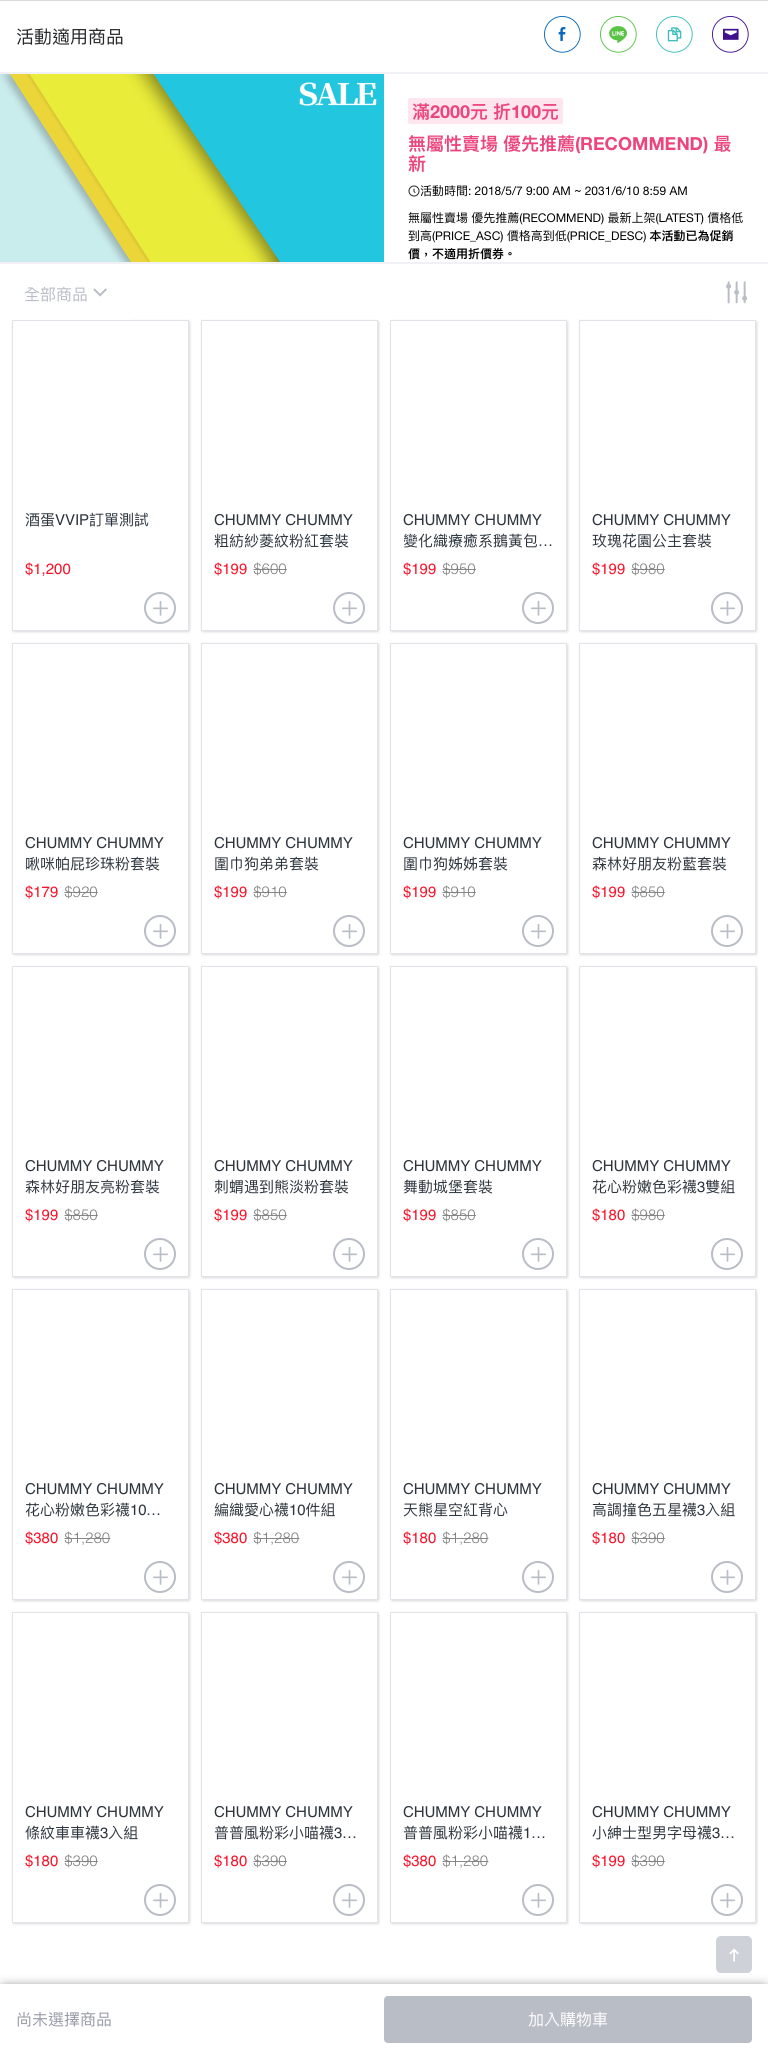 活動適用商品
LINE
SALE
滿2000元 折100元
無屬性賣場 優先推薦(RECOMMEND) 最
新
活動時間: 2018/5/7 9:00 AM ~ 2031/6/10 8:59 AM
無屬性賣場 優先推薦(RECOMMEND) 最新上架(LATEST) 價格低
到高(PRICE_ASC) 價格高到低(PRICE_DESC) 本活動已為促銷
價，不適用折價券。
全部商品
酒蛋VVIP訂單測試
$1,200
CHUMMY CHUMMY
粗紡紗菱紋粉紅套裝
$199 $600
CHUMMY CHUMMY
變化織療癒系鵝黃包...
$199 $950
CHUMMY CHUMMY
玫瑰花園公主套裝
$199 $980
CHUMMY CHUMMY
啾咪帕屁珍珠粉套裝
$179 $920
CHUMMY CHUMMY
圍巾狗弟弟套裝
$199 $910
CHUMMY CHUMMY
圍巾狗姊姊套裝
$199 $910
CHUMMY CHUMMY
森林好朋友粉藍套裝
$199 $850
CHUMMY CHUMMY
森林好朋友亮粉套裝
$199 $850
CHUMMY CHUMMY
刺蝟遇到熊淡粉套裝
$199 $850
CHUMMY CHUMMY
舞動城堡套裝
$199 $850
CHUMMY CHUMMY
花心粉嫩色彩襪3雙組
$180 $980
CHUMMY CHUMMY
花心粉嫩色彩襪10...
$380 $1,280
CHUMMY CHUMMY
編織愛心襪10件組
$380 $1,280
CHUMMY CHUMMY
天熊星空紅背心
$180 $1,280
CHUMMY CHUMMY
高調撞色五星襪3入組
$180 $390
CHUMMY CHUMMY
條紋車車襪3入組
$180 $390
CHUMMY CHUMMY
普普風粉彩小喵襪3...
$180 $390
CHUMMY CHUMMY
普普風粉彩小喵襪1...
$380 $1,280
CHUMMY CHUMMY
小紳士型男字母襪3...
$199 $390
尚未選擇商品
加入購物車